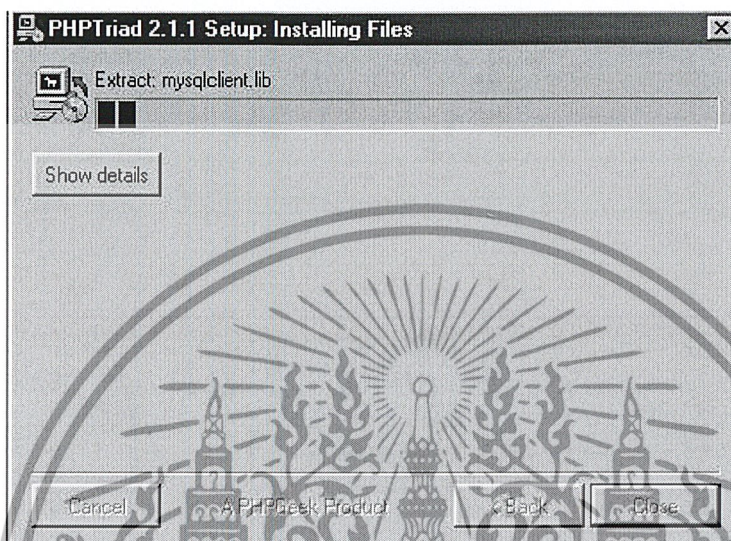 PHPTriad 2.1.1 Setup: Installing Files
Extract: mysqlclient.lib
Show details
Cancel
A PHPGeek Product
< Back
Close